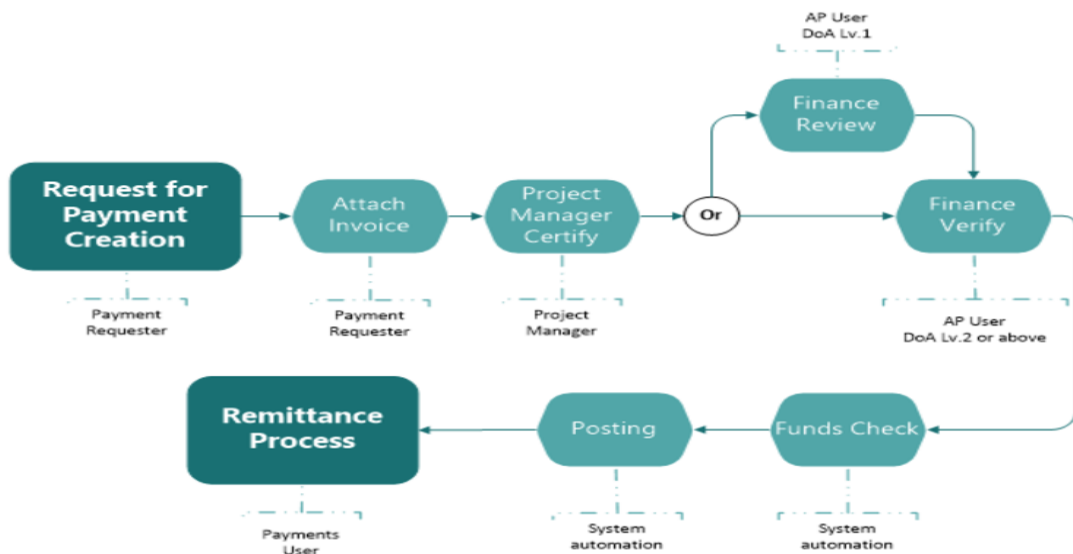 AP User
DoA Lv.1
Finance
Review
Request for
Payment
Creation
Attach
Invoice
Project
Manager
Certify
Or
Finance
Verify
Payment
Requester
Payment
Requester
Project
Manager
AP User
DoA Lv.2 or above
Remittance
Process
Posting
Funds Check
Payments
User
System
automation
System
automation